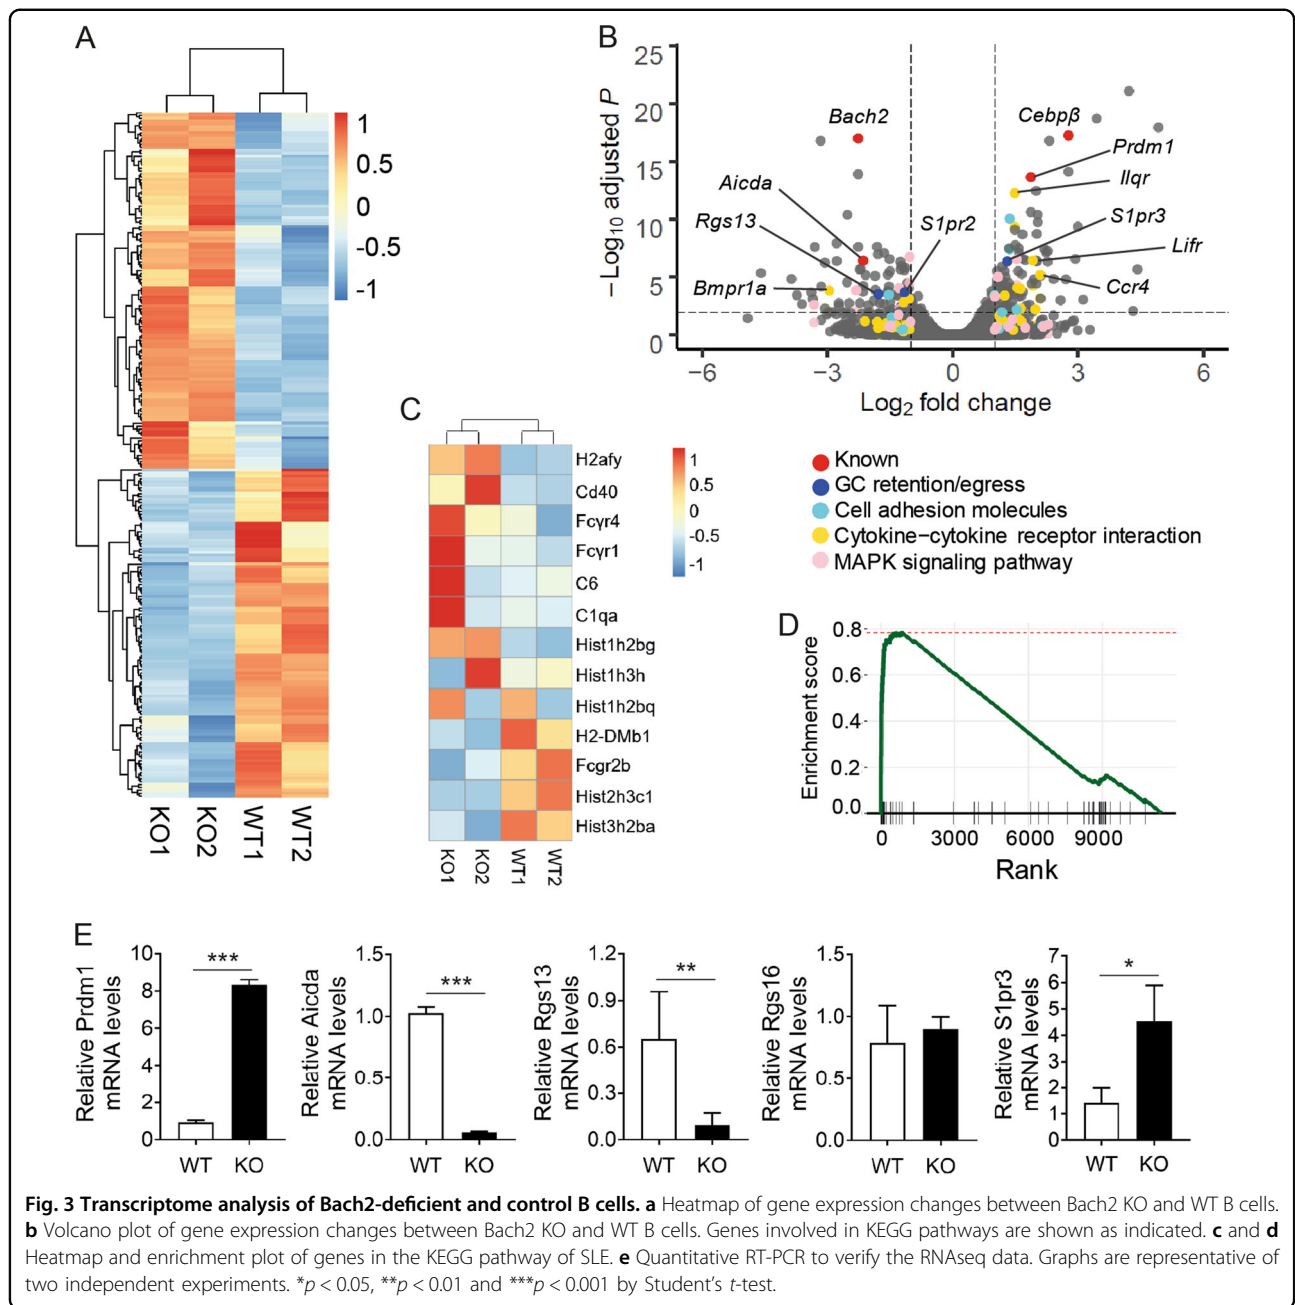 A
1
0.5
0
-0.5
-1
KO1
KO2
WT1
WT2
B
25
20
15
10
5
0
−Log10 adjusted P
Bach2
Cebpβ
Prdm1
Ilqr
Aicda
Rgs13
S1pr2
S1pr3
Lifr
Bmpr1a
Ccr4
−6
−3
0
3
6
Log2 fold change
Known
GC retention/egress
Cell adhesion molecules
Cytokine−cytokine receptor interaction
MAPK signaling pathway
C
H2afy
Cd40
Fcγr4
Fcγr1
C6
C1qa
Hist1h2bg
Hist1h3h
Hist1h2bq
H2-DMb1
Fcgr2b
Hist2h3c1
Hist3h2ba
KO1
KO2
WT1
WT2
1
0.5
0
-0.5
-1
D
Enrichment score
0.8
0.6
0.4
0.2
0.0
0
3000
6000
9000
Rank
E
Relative Prdm1
mRNA levels
10
8
6
4
2
0
***
WT KO
Relative Aicda
mRNA levels
1.5
1.0
0.5
0.0
***
WT KO
Relative Rgs13
mRNA levels
1.2
0.9
0.6
0.3
0.0
**
WT KO
Relative Rgs16
mRNA levels
1.5
1.0
0.5
0.0
WT KO
Relative S1pr3
mRNA levels
7
6
5
4
3
2
1
0
*
WT KO
Fig. 3 Transcriptome analysis of Bach2-deficient and control B cells. a Heatmap of gene expression changes between Bach2 KO and WT B cells.
b Volcano plot of gene expression changes between Bach2 KO and WT B cells. Genes involved in KEGG pathways are shown as indicated. c and d
Heatmap and enrichment plot of genes in the KEGG pathway of SLE. e Quantitative RT-PCR to verify the RNAseq data. Graphs are representative of
two independent experiments. *p < 0.05, **p < 0.01 and ***p < 0.001 by Student's t-test.